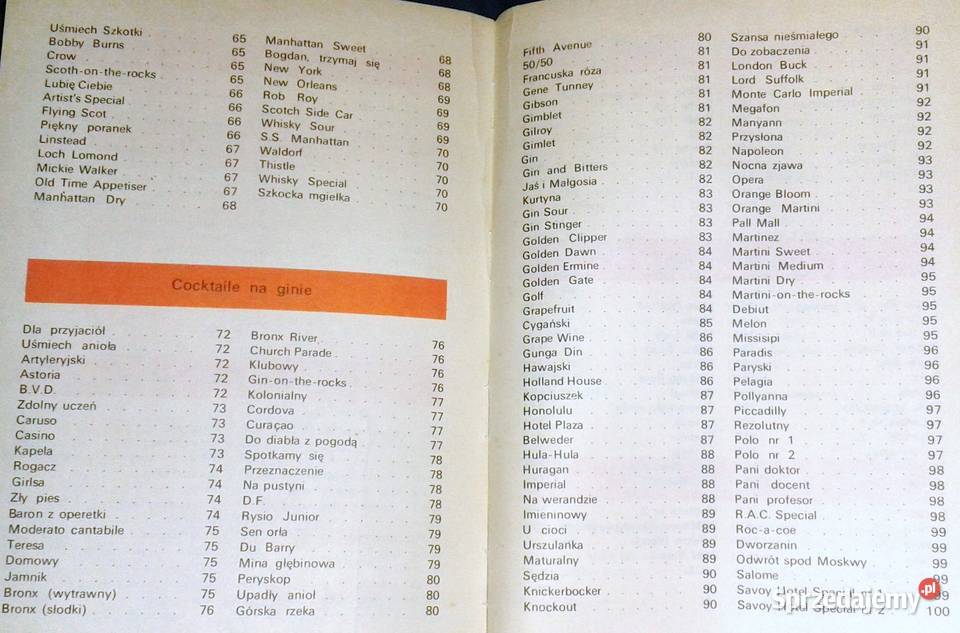 Uśmiech Szkotki 65
Bobby Burns 65
Crow 65
Scoth-on-the-rocks 65
Lubię Ciebie 66
Artist's Special 66
Flying Scot 66
Piękny poranek 66
Linstead 67
Loch Lomond 67
Mickie Walker 67
Old Time Appetiser 67
Manhattan Dry 68
Manhattan Sweet 68
Bogdan, trzymaj się 68
New York 68
New Orleans 69
Rob Roy 69
Scotch Side Car 69
Whisky Sour 69
S.S. Manhattan 70
Waldorf 70
Thistle 70
Whisky Special 70
Szkocka mgiełka 70
Cocktaile na ginie
Dla przyjaciół 72
Uśmiech anioła 72
Artyleryjski 72
Astoria 72
B.V.D. 72
Zdolny uczeń 73
Caruso 73
Casino 73
Kapela 73
Rogacz 74
Girlsa 74
Zły pies 74
Baron z operetki 74
Moderato cantabile 75
Teresa 75
Domowy 75
Jamnik 75
Bronx (wytrawny) 75
Bronx (słodki) 76
Bronx River 76
Church Parade 76
Klubowy 76
Gin-on-the-rocks 76
Kolonialny 77
Cordova 77
Curaçao 77
Do diabła z pogodą 77
Spotkamy się 78
Przeznaczenie 78
Na pustyni 78
D.F. 78
Rysio Junior 79
Sen orła 79
Du Barry 79
Mina głębinowa 79
Peryskop 80
Upadły anioł 80
Górska rzeka 80
Fifth Avenue 80
50/50 81
Francuska róża 81
Gene Tunney 81
Gibson 81
Gimblet 81
Gilroy 82
Gimlet 82
Gin 82
Gin and Bitters 82
Jaś i Małgosia 82
Kurtyna 83
Gin Sour 83
Gin Stinger 83
Golden Clipper 83
Golden Dawn 84
Golden Ermine 84
Golden Gate 84
Golf 84
Grapefruit 84
Cygański 85
Grape Wine 86
Gunga Din 86
Hawajski 86
Holland House 86
Kopciuszek 87
Honolulu 87
Hotel Plaza 87
Belweder 87
Hula-Hula 88
Huragan 88
Imperial 88
Na werandzie 88
Imieninowy 89
U cioci 89
Urszulańka 89
Maturalny 89
Sędzia 90
Knickerbocker 90
Knockout 90
Szansa nieśmiałego 90
Do zobaczenia 91
London Buck 91
Lord Suffolk 91
Monte Carlo Imperial 91
Megafon 92
Manyann 92
Przysłona 92
Napoleon 92
Nocna zjawa 93
Opera 93
Orange Bloom 93
Orange Martini 93
Pall Mall 94
Martinez 94
Martini Sweet 94
Martini Medium 94
Martini Dry 95
Martini-on-the-rocks 95
Debiut 95
Melon 95
Missisipi 95
Paradis 96
Paryski 96
Pelagia 96
Pollyanna 96
Piccadilly 97
Rezolutny 97
Polo nr 1 97
Polo nr 2 97
Pani doktor 98
Pani docent 98
Pani profesor 98
R.A.C. Special 98
Roc-a-coe 99
Dworzanin 99
Odwrót spod Moskwy 99
Salome 99
Savoy Hotel Special 99
Savoy Hotel Special 2 100
Sprzedajemy .pl